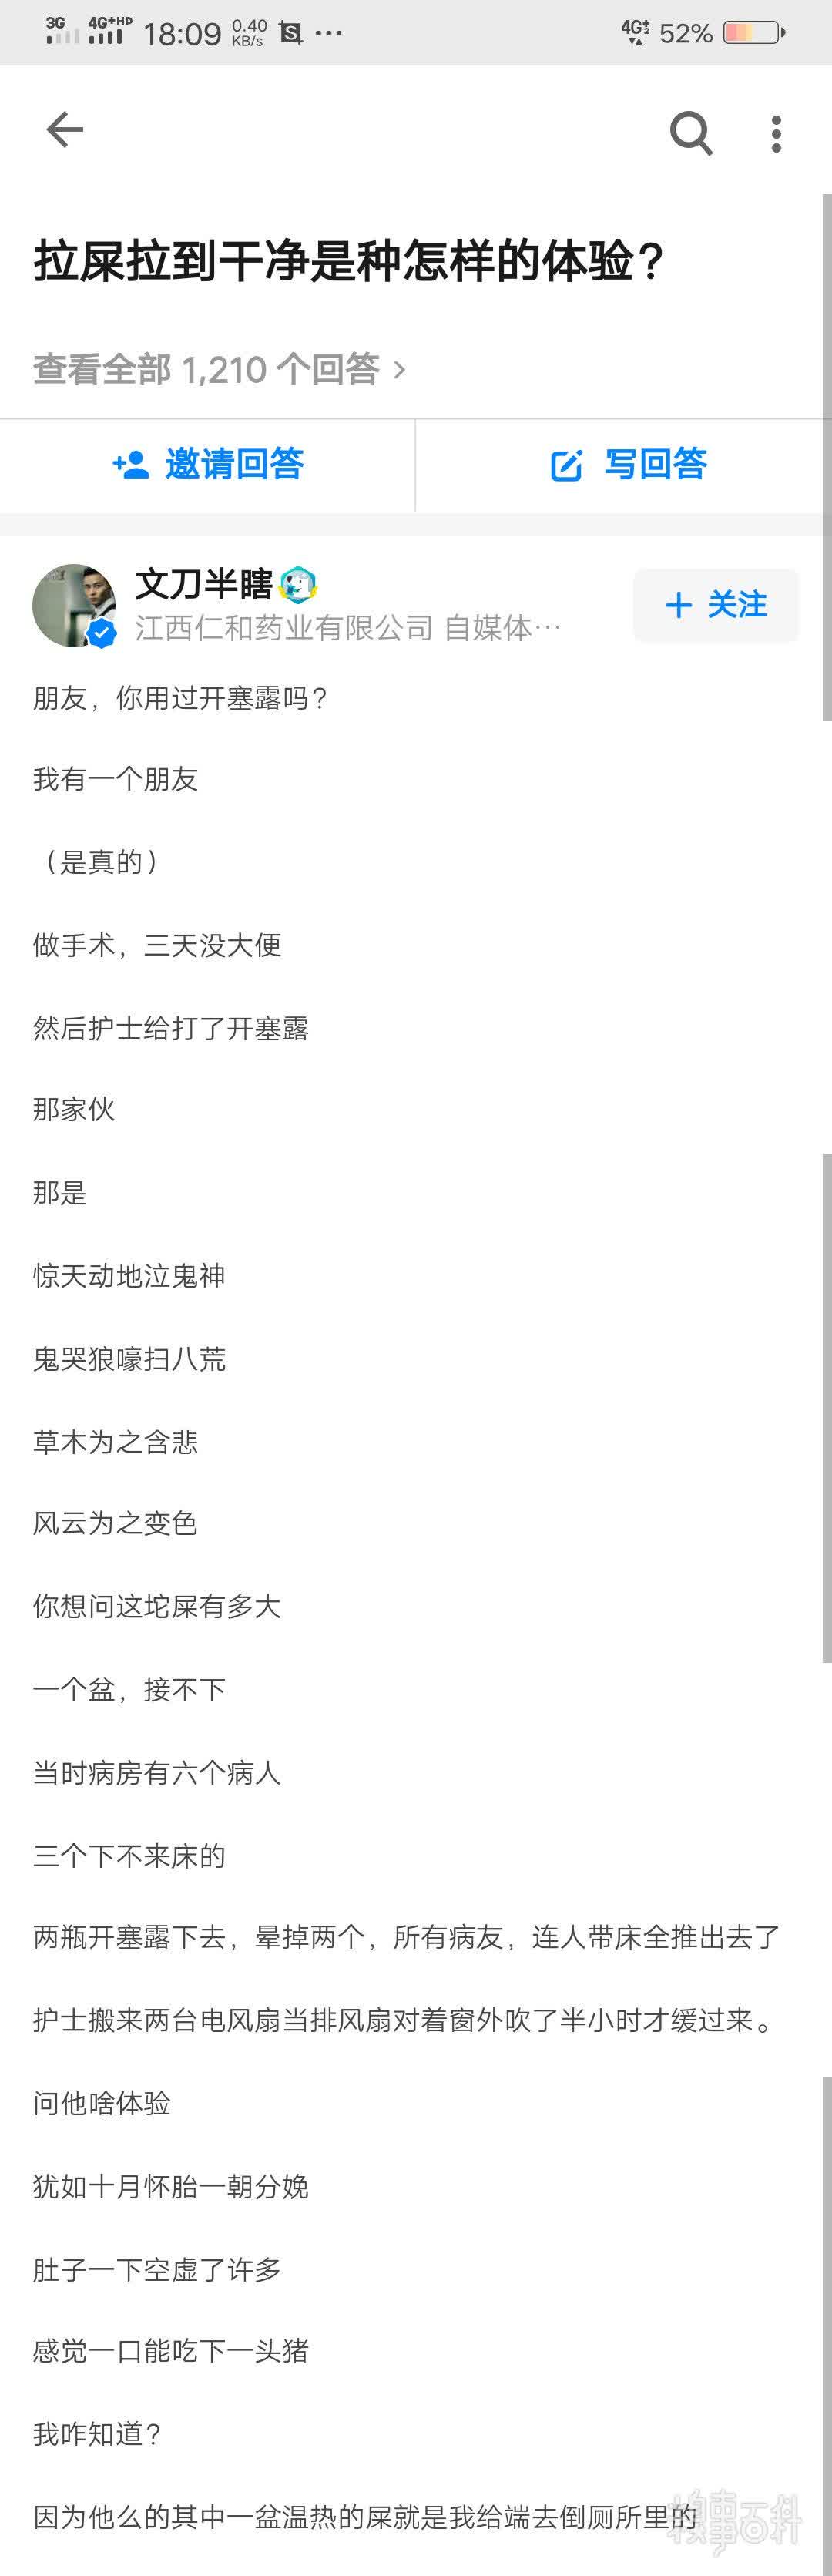 3G 4G+HD 18:09 0.40 KB/s S ··· 4G+2 52%
拉屎拉到干净是种怎样的体验？
查看全部 1,210 个回答 >
邀请回答 写回答
文刀半瞎
江西仁和药业有限公司 自媒体… + 关注
朋友，你用过开塞露吗？
我有一个朋友
（是真的）
做手术，三天没大便
然后护士给打了开塞露
那家伙
那是
惊天动地泣鬼神
鬼哭狼嚎扫八荒
草木为之含悲
风云为之变色
你想问这坨屎有多大
一个盆，接不下
当时病房有六个病人
三个下不来床的
两瓶开塞露下去，晕掉两个，所有病友，连人带床全推出去了
护士搬来两台电风扇当排风扇对着窗外吹了半小时才缓过来。
问他啥体验
犹如十月怀胎一朝分娩
肚子一下空虚了许多
感觉一口能吃下一头猪
我咋知道？
因为他么的其中一盆温热的屎就是我给端去倒厕所里的
糗事百科